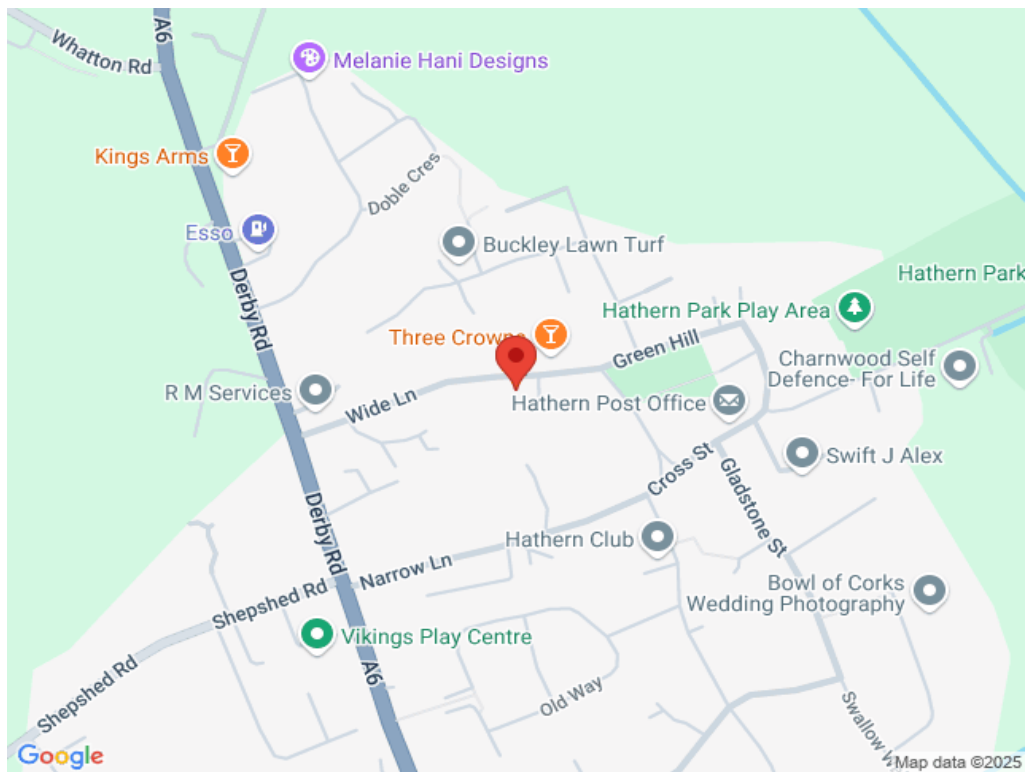 A6
Whatton Rd
Melanie Hani Designs
Kings Arms
Doble Cres
Esso
Buckley Lawn Turf
Derby Rd
Hathern Park
Hathern Park Play Area
Three Crowns
Green Hill
Charnwood Self
Defence- For Life
R M Services
Wide Ln
Hathern Post Office
Cross St
Swift J Alex
Gladstone St
Derby Rd
Hathern Club
Narrow Ln
Shepshed Rd
Bowl of Corks
Wedding Photography
Vikings Play Centre
A6
Shepshed Rd
Old Way
Swallow
Google
Map data ©2025